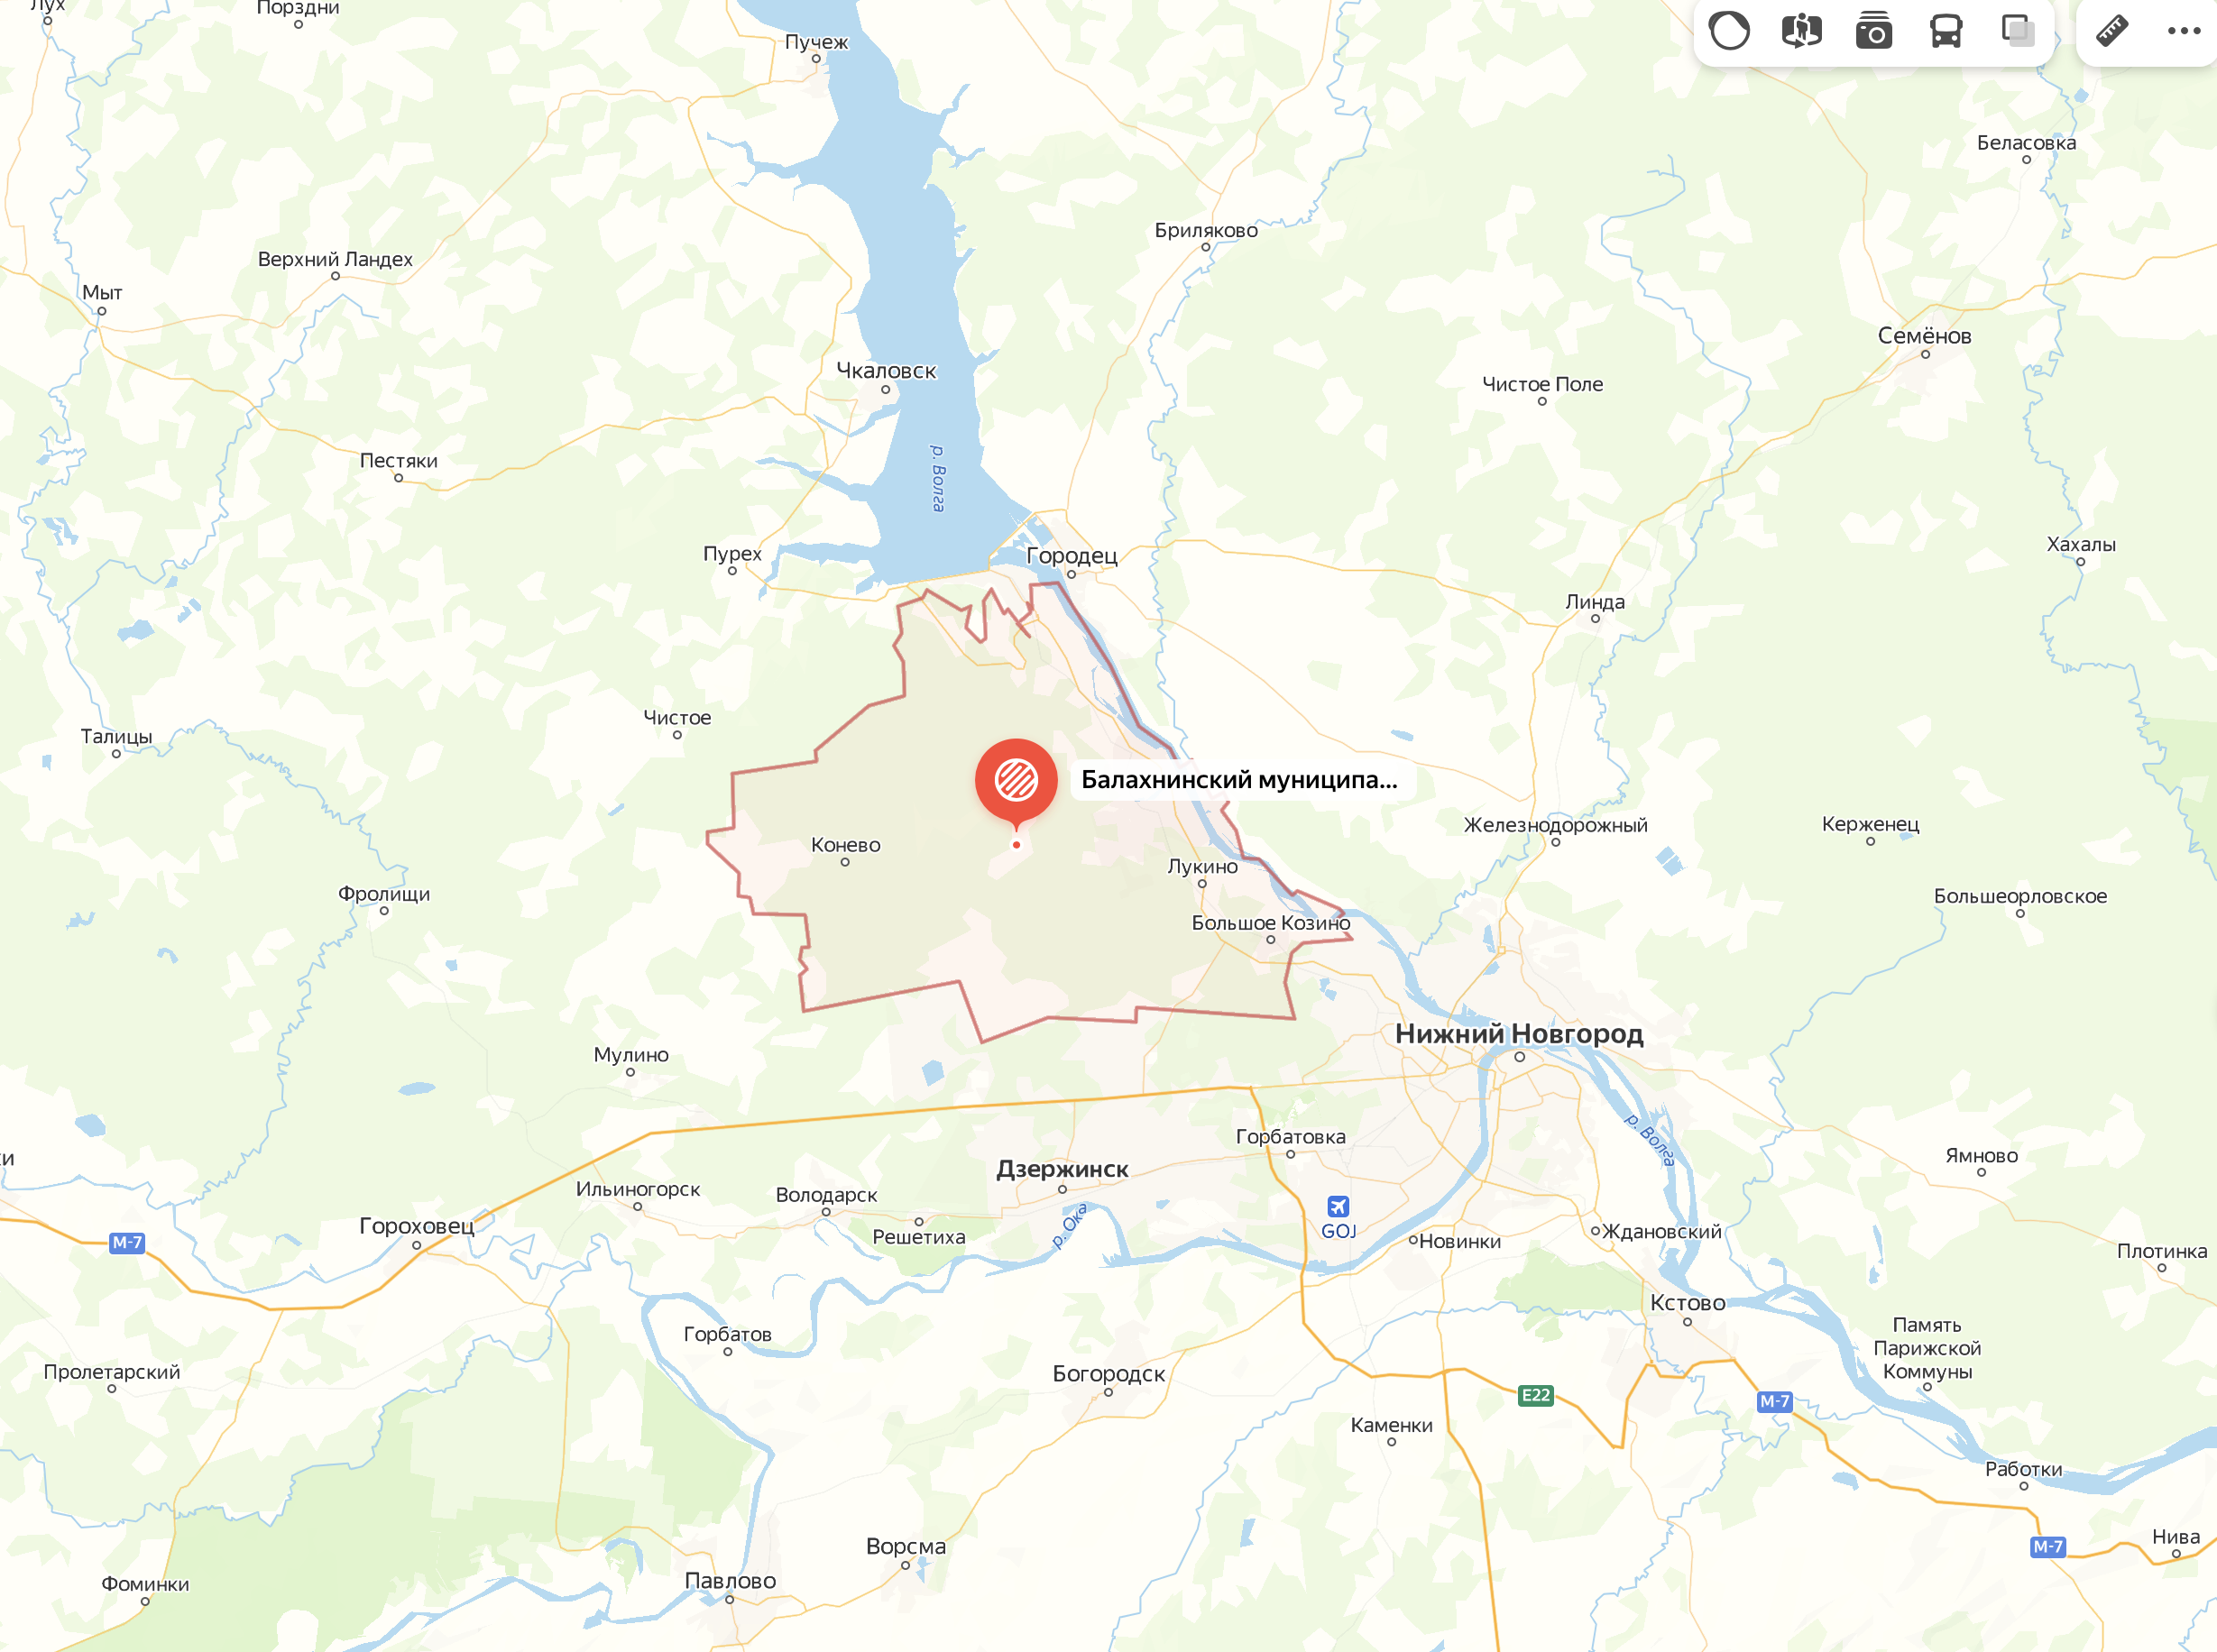 Лух
Порздни
Пучеж
Беласовка
Бриляково
Верхний Ландех
Мыт
Семёнов
Чкаловск
Чистое Поле
Пестяки
р. Волга
Пурех
Городец
Хахалы
Линда
Чистое
Талицы
Балахнинский муниципа...
Железнодорожный
Керженец
Конево
Лукино
Фролищи
Большеорловское
Большое Козино
Нижний Новгород
Мулино
р. Волга
Горбатовка
Ямново
ки
Дзержинск
Ильиногорск
Володарск
р. Ока
Решетиха
Гороховец
GOJ
Новинки
Ждановский
М-7
Плотинка
Кстово
Горбатов
Память
Парижской
Коммуны
Пролетарский
Богородск
Е22
М-7
Каменки
Работки
Ворсма
М-7
Нива
Павлово
Фоминки